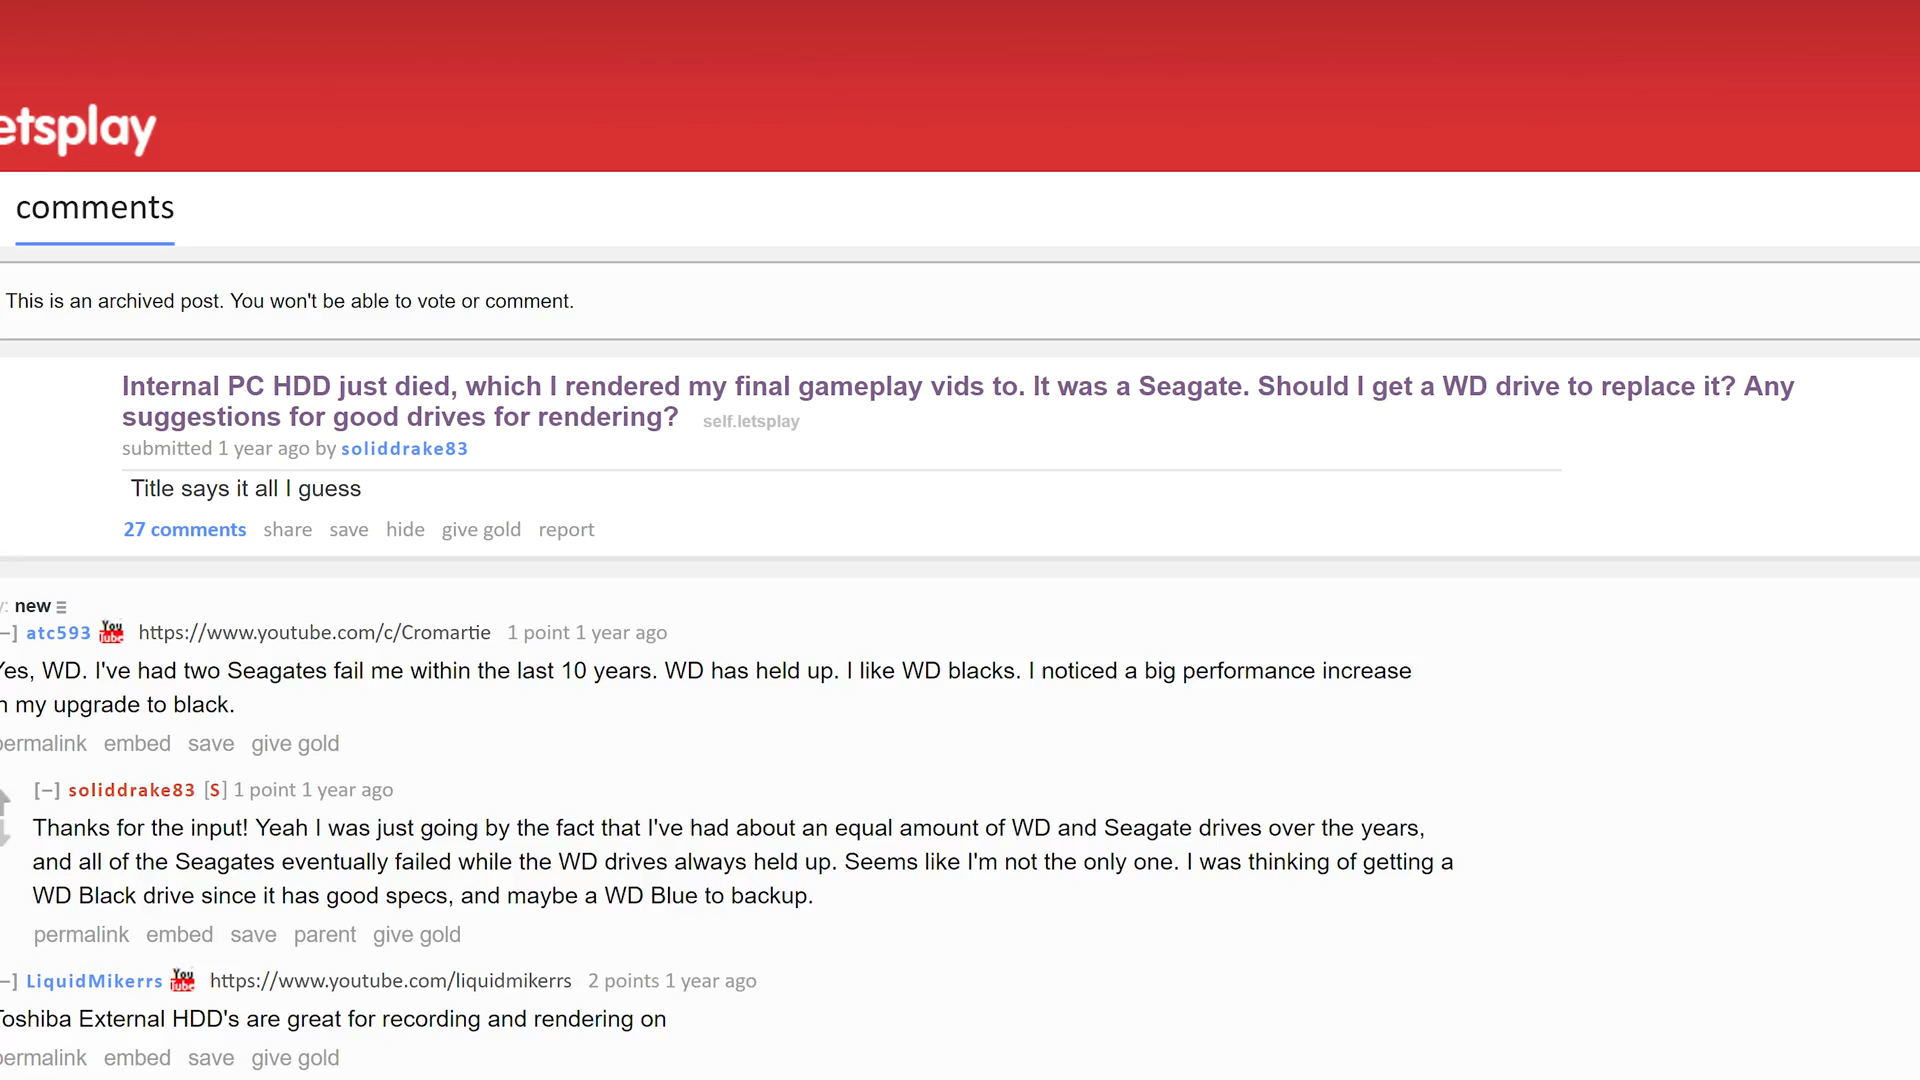 etsplay
comments
This is an archived post. You won't be able to vote or comment.
Internal PC HDD just died, which I rendered my final gameplay vids to. It was a Seagate. Should I get a WD drive to replace it? Any
suggestions for good drives for rendering? self.letsplay
submitted 1 year ago by soliddrake83
Title says it all I guess
27 comments share save hide give gold report
y: new
–] atc593 You Tube https://www.youtube.com/c/Cromartie 1 point 1 year ago
Yes, WD. I've had two Seagates fail me within the last 10 years. WD has held up. I like WD blacks. I noticed a big performance increase
n my upgrade to black.
permalink embed save give gold
[–] soliddrake83 [S] 1 point 1 year ago
Thanks for the input! Yeah I was just going by the fact that I've had about an equal amount of WD and Seagate drives over the years,
and all of the Seagates eventually failed while the WD drives always held up. Seems like I'm not the only one. I was thinking of getting a
WD Black drive since it has good specs, and maybe a WD Blue to backup.
permalink embed save parent give gold
–] LiquidMikerrs You Tube https://www.youtube.com/liquidmikerrs 2 points 1 year ago
Toshiba External HDD's are great for recording and rendering on
permalink embed save give gold